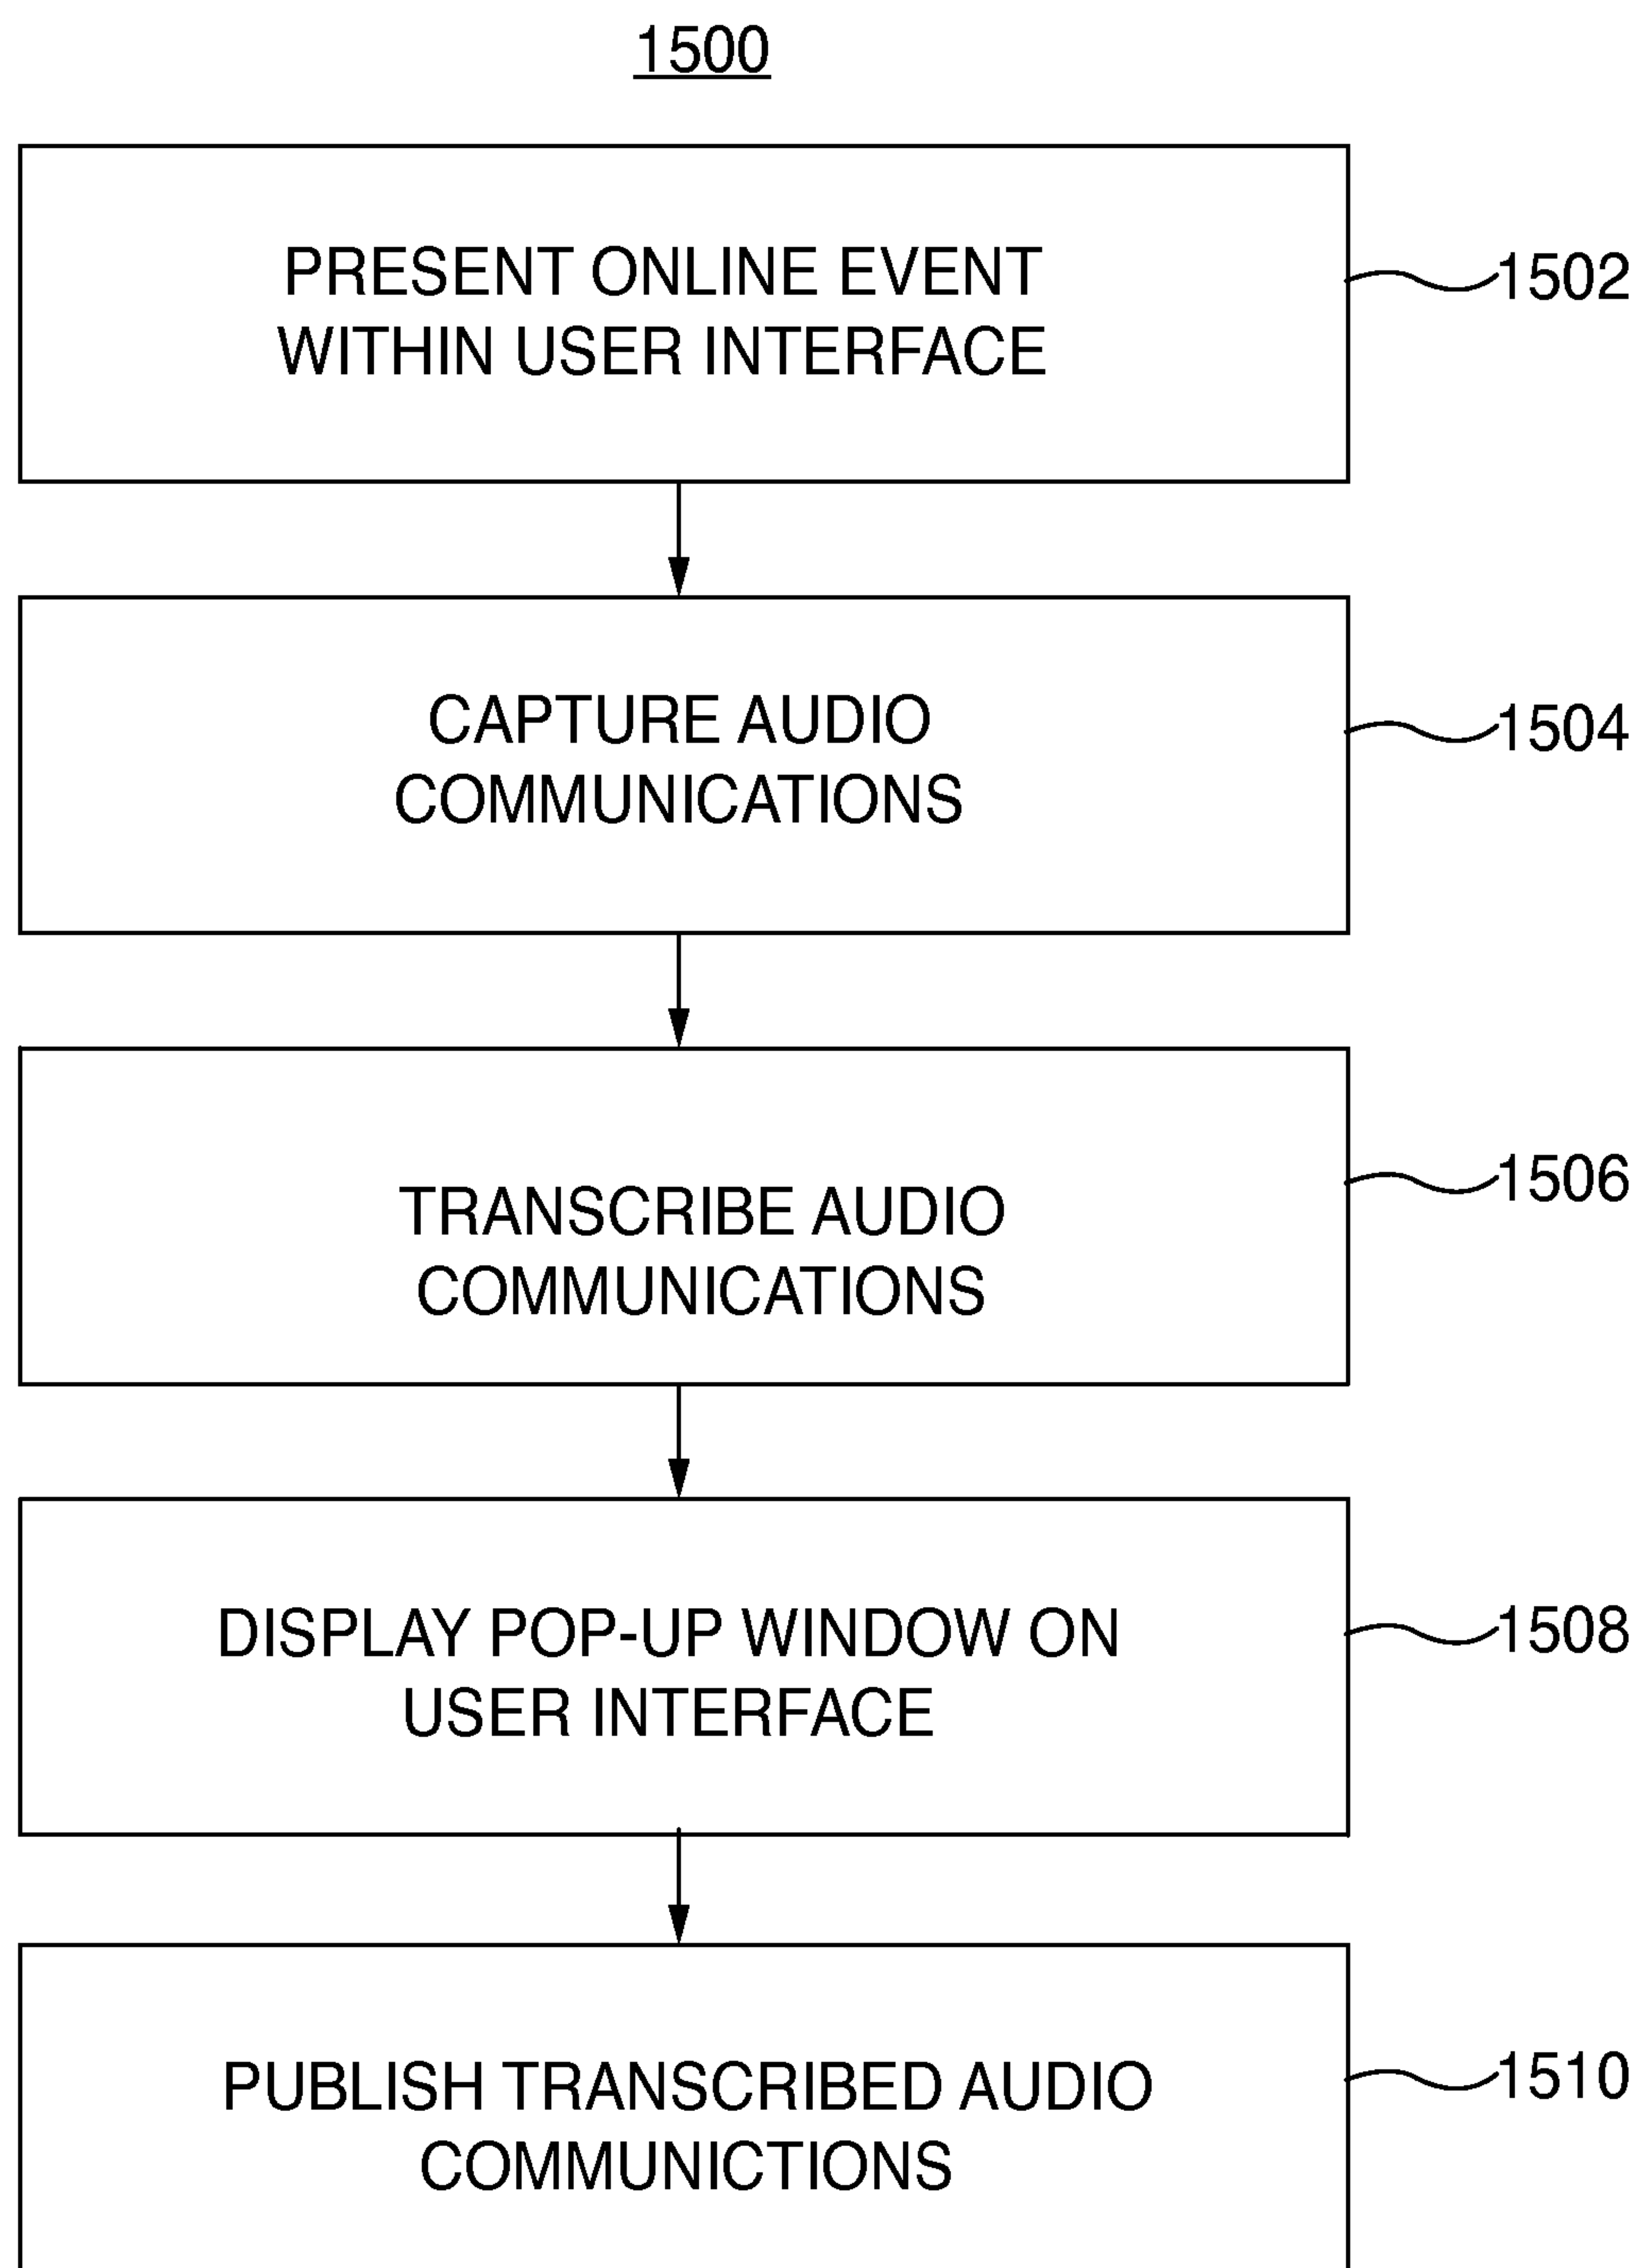 1500
PRESENT ONLINE EVENT
WITHIN USER INTERFACE
1502
CAPTURE AUDIO
COMMUNICATIONS
1504
TRANSCRIBE AUDIO
COMMUNICATIONS
1506
DISPLAY POP-UP WINDOW ON
USER INTERFACE
1508
PUBLISH TRANSCRIBED AUDIO
COMMUNICTIONS
1510